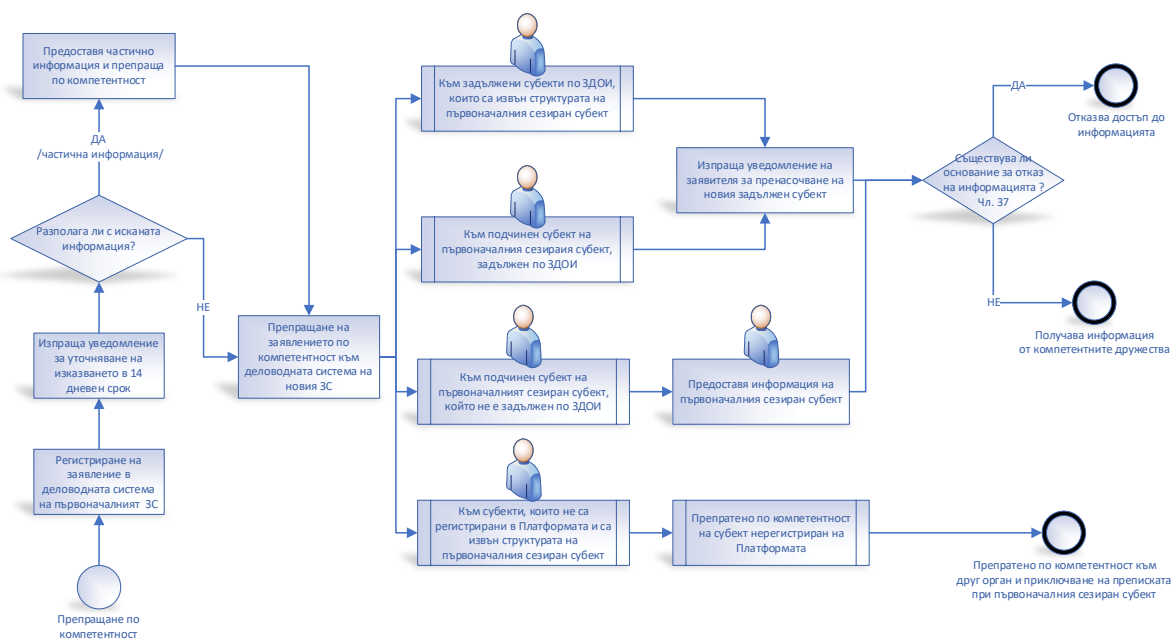 Предоставя частично
информация и препраща
по компетентност
ДА
/частична информация/
Разполага ли с исканата
информация?
НЕ
Изпраща уведомление
за уточняване на
изказването в 14
дневен срок
Регистриране на
заявление в
деловодната система
на първоначалният ЗС
Препращане по
компетентност
Препращане на
заявлението по
компетентност към
деловодната система на
новия ЗС
Към задължени субекти по ЗДОИ,
които са извън структурата на
първоначалния сезиран субект
Към подчинен субект на
първоначалния сезираия субект,
задължен по ЗДОИ
Към подчинен субект на
първоначалният сезиран субект,
който не е задължен по ЗДОИ
Към субекти, които не са
регистрирани в Платформата и са
извън структурата на
първоначалния сезиран субект
Изпраща уведомление на
заявителя за пренасочване на
новия задължен субект
Предоставя информация на
първоначалния сезиран субект
Препратено по компетентност
на субект нерегистриран на
Платформата
Съществува ли
основание за отказ
на информацията ?
Чл. 37
ДА
Отказва достъп до
информацията
НЕ
Получава информация
от компетентните дружества
Препратено по компетентност към
друг орган и приключване на преписката
при първоначалния сезиран субект